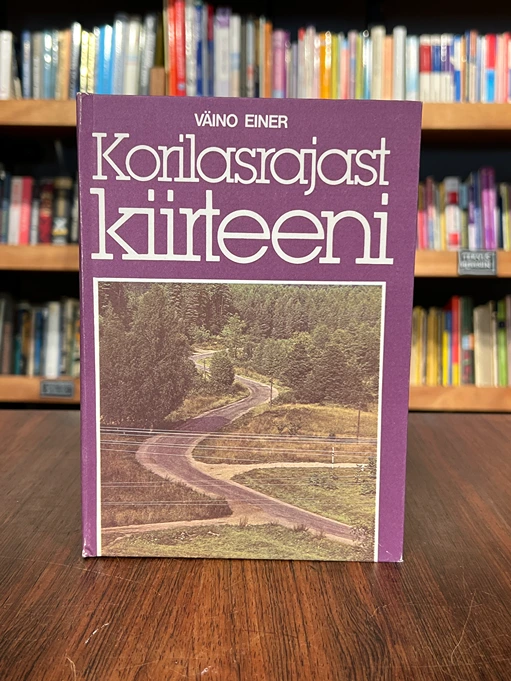 VÄINO EINER
Korilasrajast
kiirteeni